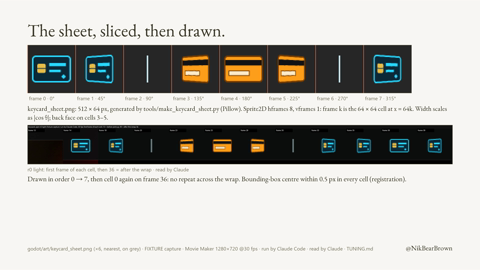 The sheet, sliced, then drawn.
frame 0 · 0°
frame 1 · 45°
frame 2 · 90°
frame 3 · 135°
frame 4 · 180°
frame 5 · 225°
frame 6 · 270°
frame 7 · 315°
keycard_sheet.png: 512 × 64 px, generated by tools/make_keycard_sheet.py (Pillow). Sprite2D hframes 8, vframes 1: frame k is the 64 × 64 cell at x = 64k. Width scales
as |cos θ|; back face on cells 3–5.
r0 light: first frame of each cell, then 36 = after the wrap · read by Claude
Drawn in order 0 → 7, then cell 0 again on frame 36: no repeat across the wrap. Bounding-box centre within 0.5 px in every cell (registration).
godot/art/keycard_sheet.png (×6, nearest, on grey) · FIXTURE capture · Movie Maker 1280×720 @30 fps · run by Claude Code · read by Claude · TUNING.md
@NikBearBrown